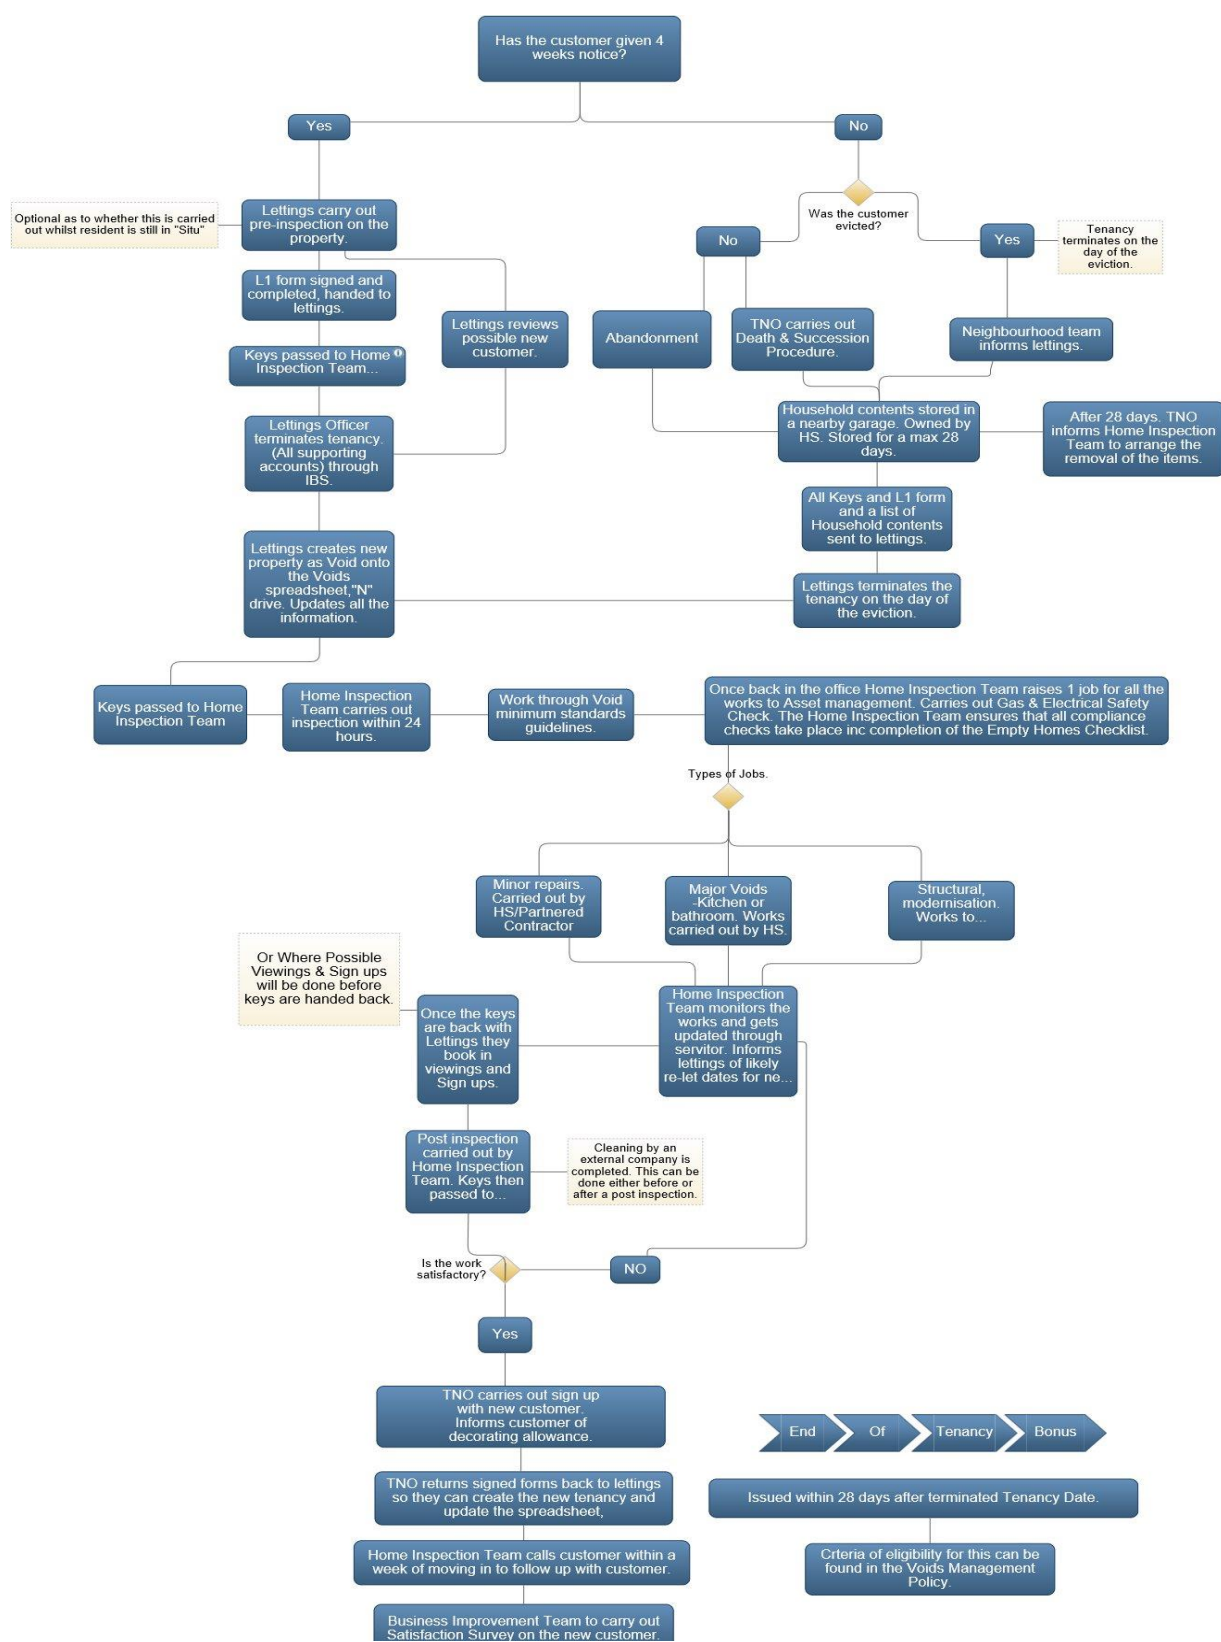 Has the customer given 4
weeks notice?
Yes
No
Optional as to whether this is carried
out whilst resident is still in "Situ"
Lettings carry out
pre-inspection on the
property.
Was the customer
evicted?
No
Yes
Tenancy
terminates on the
day of the
eviction.
L1 form signed and
completed, handed to
lettings.
Lettings reviews
possible new
customer.
Abandonment
TNO carries out
Death & Succession
Procedure.
Neighbourhood team
informs lettings.
Keys passed to Home
Inspection Team...
Lettings Officer
terminates tenancy.
(All supporting
accounts) through
IBS.
Household contents stored in
a nearby garage. Owned by
HS. Stored for a max 28
days.
After 28 days. TNO
informs Home Inspection
Team to arrange the
removal of the items.
All Keys and L1 form
and a list of
Household contents
sent to lettings.
Lettings creates new
property as Void onto
the Voids
spreadsheet,"N"
drive. Updates all the
information.
Lettings terminates the
tenancy on the day of
the eviction.
Keys passed to Home
Inspection Team
Home Inspection
Team carries out
inspection within 24
hours.
Work through Void
minimum standards
guidelines.
Once back in the office Home Inspection Team raises 1 job for all the
works to Asset management. Carries out Gas & Electrical Safety
Check. The Home Inspection Team ensures that all compliance
checks take place inc completion of the Empty Homes Checklist.
Types of Jobs.
Minor repairs.
Carried out by
HS/Partnered
Contractor
Major Voids
-Kitchen or
bathroom. Works
carried out by HS.
Structural,
modernisation.
Works to...
Or Where Possible
Viewings & Sign ups
will be done before
keys are handed back.
Once the keys
are back with
Lettings they
book in
viewings and
Sign ups.
Home Inspection
Team monitors the
works and gets
updated through
servitor. Informs
lettings of likely
re-let dates for ne...
Post inspection
carried out by
Home Inspection
Team. Keys then
passed to...
Cleaning by an
external company is
completed. This can be
done either before or
after a post inspection.
Is the work
satisfactory?
NO
Yes
TNO carries out sign up
with new customer.
Informs customer of
decorating allowance.
End
Of
Tenancy
Bonus
TNO returns signed forms back to lettings
so they can create the new tenancy and
update the spreadsheet,
Issued within 28 days after terminated Tenancy Date.
Home Inspection Team calls customer within a
week of moving in to follow up with customer.
Crteria of eligibility for this can be
found in the Voids Management
Policy.
Business Improvement Team to carry out
Satisfaction Survey on the new customer.